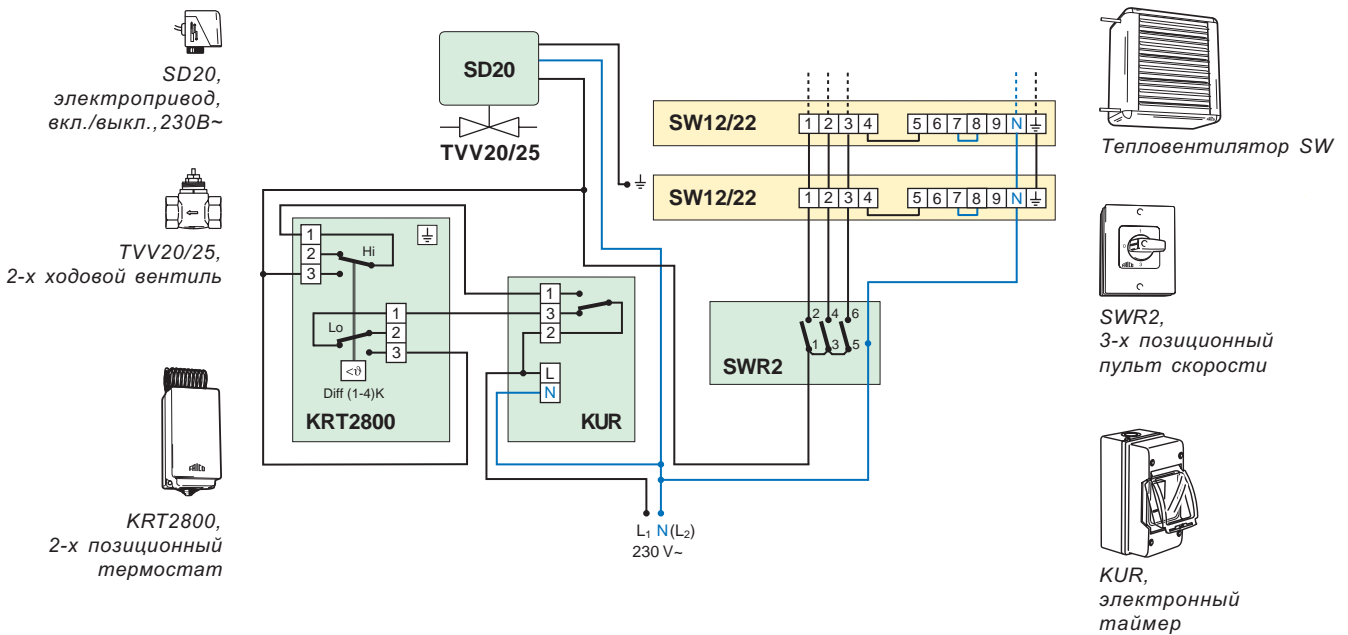 SD20,
электропривод,
вкл./выкл.,230В~
TVV20/25,
2-х ходовой вентиль
KRT2800,
2-х позиционный
термостат
SD20
TVV20/25
SW12/22
1 2 3 4 5 6 7 8 9 N
SW12/22
1 2 3 4 5 6 7 8 9 N
1
2
3
Hi
Lo
1
2
3
<ϑ
Diff (1-4)K
KRT2800
1
3
2
L
N
KUR
2 4 6
1 3 5
SWR2
L₁ N(L₂)
230 V~
Тепловентилятор SW
SWR2,
3-х позиционный
пульт скорости
KUR,
электронный
таймер